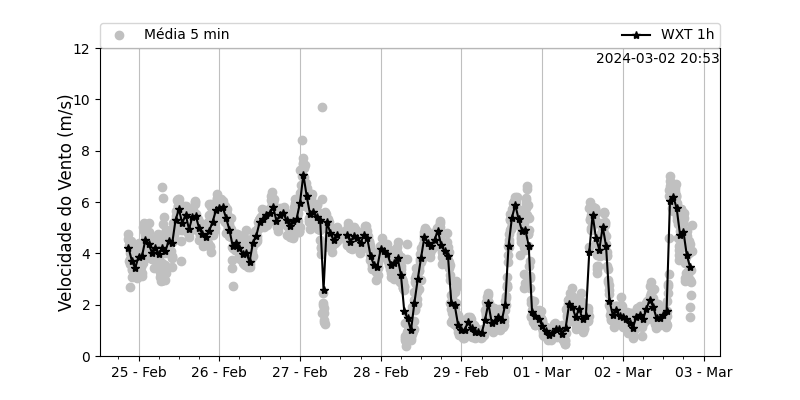 Média 5 min
WXT 1h
2024-03-02 20:53
Velocidade do Vento (m/s)
12
10
8
6
4
2
0
25 - Feb
26 - Feb
27 - Feb
28 - Feb
29 - Feb
01 - Mar
02 - Mar
03 - Mar